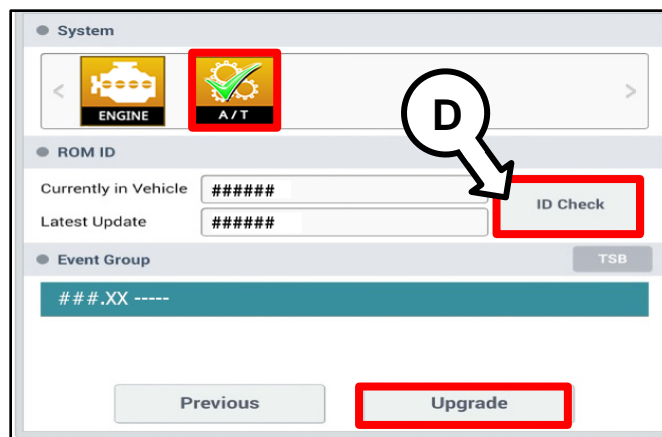 System
<
ENGINE
A/T
>
D
ROM ID
Currently in Vehicle ######
ID Check
Latest Update ######
Event Group
TSB
###.XX -----
Previous
Upgrade